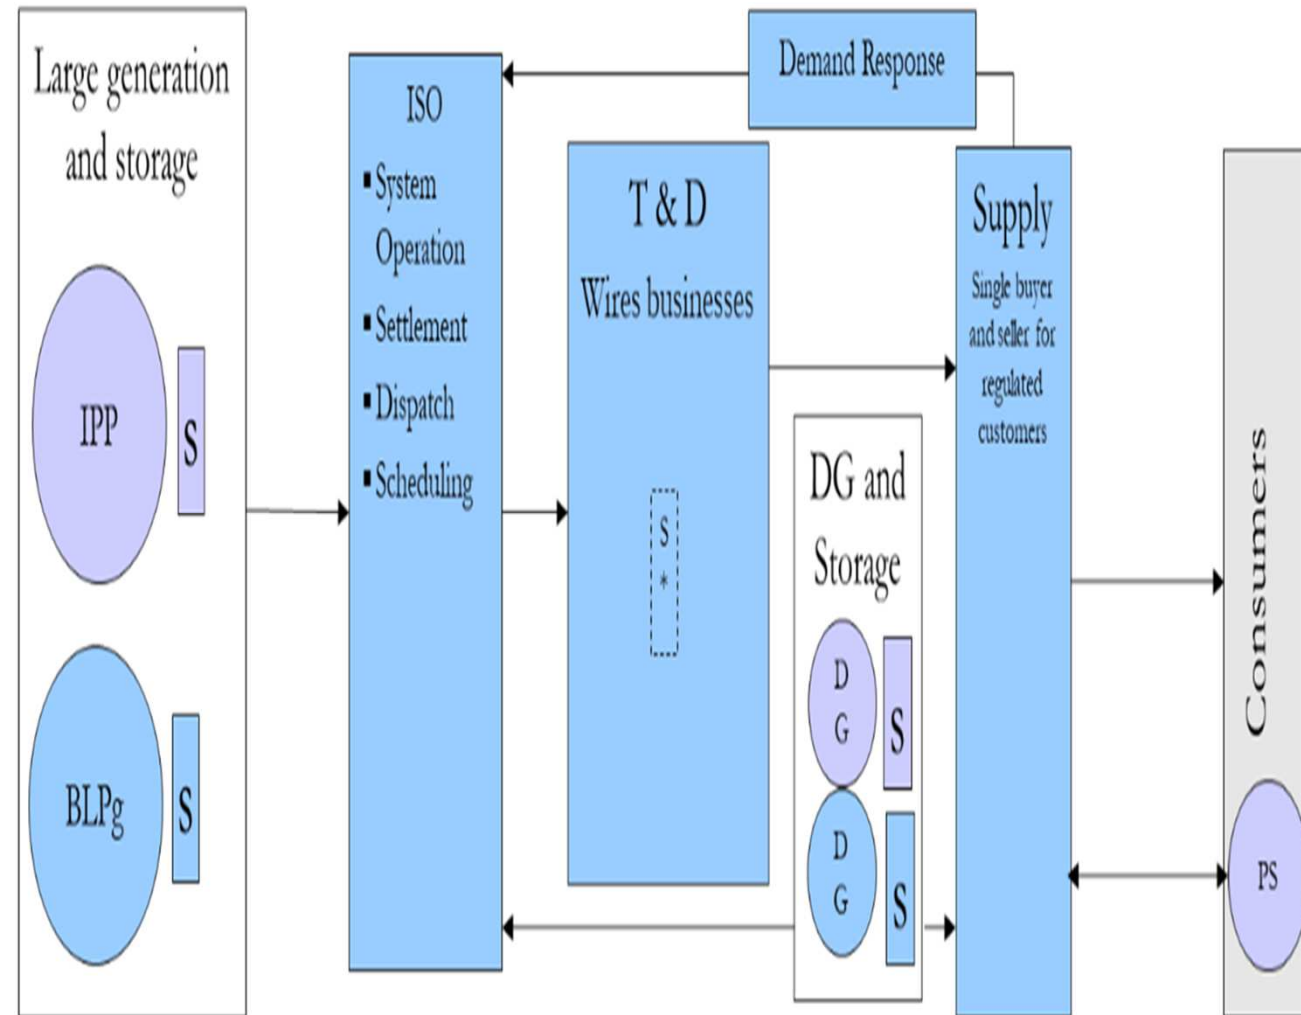 Large generation
and storage
IPP
S
BLPg
S
ISO
▪ System
Operation
▪ Settlement
▪ Dispatch
▪ Scheduling
Demand Response
T & D
Wires businesses
S
*
DG and
Storage
D
G
S
D
G
S
Supply
Single buyer
and seller for
regulated
customers
Consumers
PS